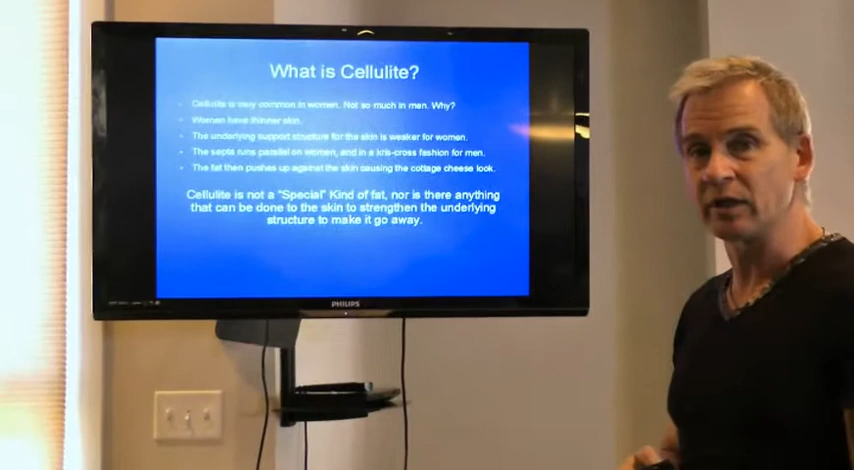 What is Cellulite?
Cellulite is very common in women. Not so much in men. Why?
Women have thinner skin.
The underlying support structure for the skin is weaker for women.
The septa runs parallel on women, and in a kris-cross fashion for men.
The fat then pushes up against the skin causing the cottage cheese look.
Cellulite is not a "Special" Kind of fat, nor is there anything
that can be done to the skin to strengthen the underlying
structure to make it go away.
PHILIPS